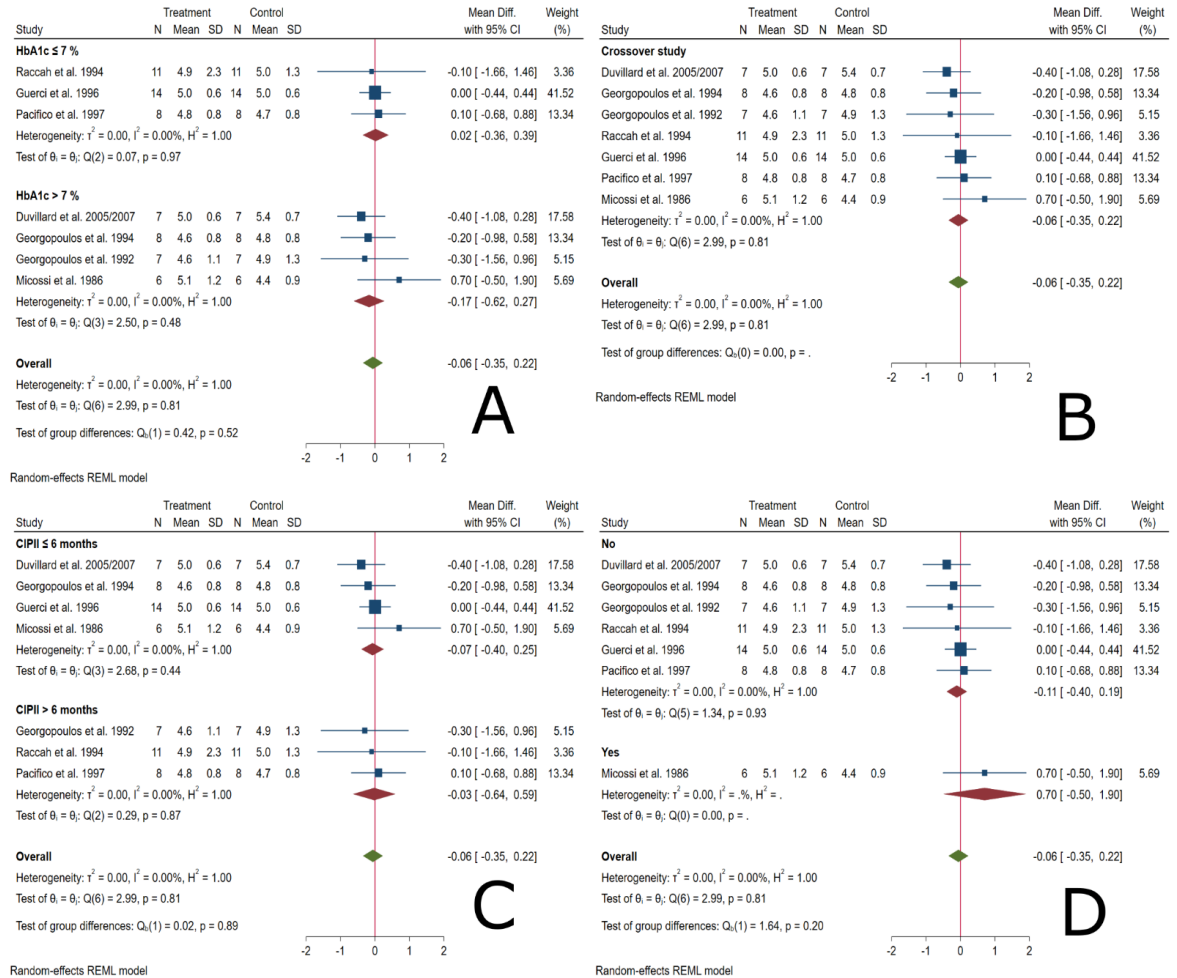 Treatment Control Mean Diff. Weight
Study N Mean SD N Mean SD with 95% CI (%)
HbA1c ≤ 7 %
Raccah et al. 1994 11 4.9 2.3 11 5.0 1.3 -0.10 [ -1.66, 1.46] 3.36
Guerci et al. 1996 14 5.0 0.6 14 5.0 0.6 0.00 [ -0.44, 0.44] 41.52
Pacifico et al. 1997 8 4.8 0.8 8 4.7 0.8 0.10 [ -0.68, 0.88] 13.34
Heterogeneity: τ² = 0.00, I² = 0.00%, H² = 1.00 0.02 [ -0.36, 0.39]
Test of θᵢ = θⱼ: Q(2) = 0.07, p = 0.97
HbA1c > 7 %
Duvillard et al. 2005/2007 7 5.0 0.6 7 5.4 0.7 -0.40 [ -1.08, 0.28] 17.58
Georgopoulos et al. 1994 8 4.6 0.8 8 4.8 0.8 -0.20 [ -0.98, 0.58] 13.34
Georgopoulos et al. 1992 7 4.6 1.1 7 4.9 1.3 -0.30 [ -1.56, 0.96] 5.15
Micossi et al. 1986 6 5.1 1.2 6 4.4 0.9 0.70 [ -0.50, 1.90] 5.69
Heterogeneity: τ² = 0.00, I² = 0.00%, H² = 1.00 -0.17 [ -0.62, 0.27]
Test of θᵢ = θⱼ: Q(3) = 2.50, p = 0.48
Overall -0.06 [ -0.35, 0.22]
Heterogeneity: τ² = 0.00, I² = 0.00%, H² = 1.00
Test of θᵢ = θⱼ: Q(6) = 2.99, p = 0.81
Test of group differences: Q_b(1) = 0.42, p = 0.52
-2 -1 0 1 2
Random-effects REML model
A
Treatment Control Mean Diff. Weight
Study N Mean SD N Mean SD with 95% CI (%)
Crossover study
Duvillard et al. 2005/2007 7 5.0 0.6 7 5.4 0.7 -0.40 [ -1.08, 0.28] 17.58
Georgopoulos et al. 1994 8 4.6 0.8 8 4.8 0.8 -0.20 [ -0.98, 0.58] 13.34
Georgopoulos et al. 1992 7 4.6 1.1 7 4.9 1.3 -0.30 [ -1.56, 0.96] 5.15
Raccah et al. 1994 11 4.9 2.3 11 5.0 1.3 -0.10 [ -1.66, 1.46] 3.36
Guerci et al. 1996 14 5.0 0.6 14 5.0 0.6 0.00 [ -0.44, 0.44] 41.52
Pacifico et al. 1997 8 4.8 0.8 8 4.7 0.8 0.10 [ -0.68, 0.88] 13.34
Micossi et al. 1986 6 5.1 1.2 6 4.4 0.9 0.70 [ -0.50, 1.90] 5.69
Heterogeneity: τ² = 0.00, I² = 0.00%, H² = 1.00 -0.06 [ -0.35, 0.22]
Test of θᵢ = θⱼ: Q(6) = 2.99, p = 0.81
Overall -0.06 [ -0.35, 0.22]
Heterogeneity: τ² = 0.00, I² = 0.00%, H² = 1.00
Test of θᵢ = θⱼ: Q(6) = 2.99, p = 0.81
Test of group differences: Q_b(0) = 0.00, p = .
-2 -1 0 1 2
Random-effects REML model
B
Treatment Control Mean Diff. Weight
Study N Mean SD N Mean SD with 95% CI (%)
CIPII ≤ 6 months
Duvillard et al. 2005/2007 7 5.0 0.6 7 5.4 0.7 -0.40 [ -1.08, 0.28] 17.58
Georgopoulos et al. 1994 8 4.6 0.8 8 4.8 0.8 -0.20 [ -0.98, 0.58] 13.34
Guerci et al. 1996 14 5.0 0.6 14 5.0 0.6 0.00 [ -0.44, 0.44] 41.52
Micossi et al. 1986 6 5.1 1.2 6 4.4 0.9 0.70 [ -0.50, 1.90] 5.69
Heterogeneity: τ² = 0.00, I² = 0.00%, H² = 1.00 -0.07 [ -0.40, 0.25]
Test of θᵢ = θⱼ: Q(3) = 2.68, p = 0.44
CIPII > 6 months
Georgopoulos et al. 1992 7 4.6 1.1 7 4.9 1.3 -0.30 [ -1.56, 0.96] 5.15
Raccah et al. 1994 11 4.9 2.3 11 5.0 1.3 -0.10 [ -1.66, 1.46] 3.36
Pacifico et al. 1997 8 4.8 0.8 8 4.7 0.8 0.10 [ -0.68, 0.88] 13.34
Heterogeneity: τ² = 0.00, I² = 0.00%, H² = 1.00 -0.03 [ -0.64, 0.59]
Test of θᵢ = θⱼ: Q(2) = 0.29, p = 0.87
Overall -0.06 [ -0.35, 0.22]
Heterogeneity: τ² = 0.00, I² = 0.00%, H² = 1.00
Test of θᵢ = θⱼ: Q(6) = 2.99, p = 0.81
Test of group differences: Q_b(1) = 0.02, p = 0.89
-2 -1 0 1 2
Random-effects REML model
C
Treatment Control Mean Diff. Weight
Study N Mean SD N Mean SD with 95% CI (%)
No
Duvillard et al. 2005/2007 7 5.0 0.6 7 5.4 0.7 -0.40 [ -1.08, 0.28] 17.58
Georgopoulos et al. 1994 8 4.6 0.8 8 4.8 0.8 -0.20 [ -0.98, 0.58] 13.34
Georgopoulos et al. 1992 7 4.6 1.1 7 4.9 1.3 -0.30 [ -1.56, 0.96] 5.15
Raccah et al. 1994 11 4.9 2.3 11 5.0 1.3 -0.10 [ -1.66, 1.46] 3.36
Guerci et al. 1996 14 5.0 0.6 14 5.0 0.6 0.00 [ -0.44, 0.44] 41.52
Pacifico et al. 1997 8 4.8 0.8 8 4.7 0.8 0.10 [ -0.68, 0.88] 13.34
Heterogeneity: τ² = 0.00, I² = 0.00%, H² = 1.00 -0.11 [ -0.40, 0.19]
Test of θᵢ = θⱼ: Q(5) = 1.34, p = 0.93
Yes
Micossi et al. 1986 6 5.1 1.2 6 4.4 0.9 0.70 [ -0.50, 1.90] 5.69
Heterogeneity: τ² = 0.00, I² = .%, H² = . 0.70 [ -0.50, 1.90]
Test of θᵢ = θⱼ: Q(0) = 0.00, p = .
Overall -0.06 [ -0.35, 0.22]
Heterogeneity: τ² = 0.00, I² = 0.00%, H² = 1.00
Test of θᵢ = θⱼ: Q(6) = 2.99, p = 0.81
Test of group differences: Q_b(1) = 1.64, p = 0.20
-2 -1 0 1 2
Random-effects REML model
D